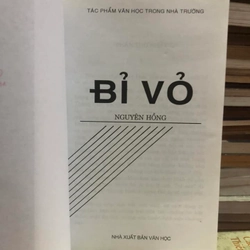 TÁC PHẨM VĂN HỌC TRONG NHÀ TRƯỜNG
BỈ VỎ
NGUYÊN HỒNG
NHÀ XUẤT BẢN VĂN HỌC